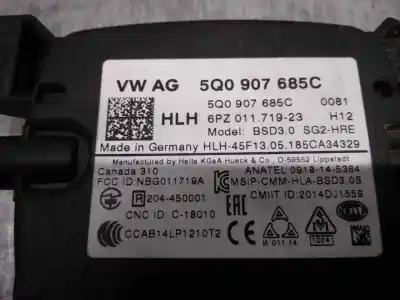 VW AG 5Q0 907 685C
5Q0 907 685C 0081
HLH 6PZ 011.719-23 H12
Model: BSD3.0 SG2-HRE
Made in Germany HLH-45F13.05.185CA34329
Manufactured by Hella KGaA Hueck & Co., D-59552 Lippstadt
Canada 310 ANATEL 0918-14-5364
FCC ID:NBG011719A MSIP-CMM-HLA-BSD3.0S
R 204-450001 CMIIT ID: 2014DJ1559
CNC ID: C-18010
CCAB14LP1210T2
И 011 14
1024